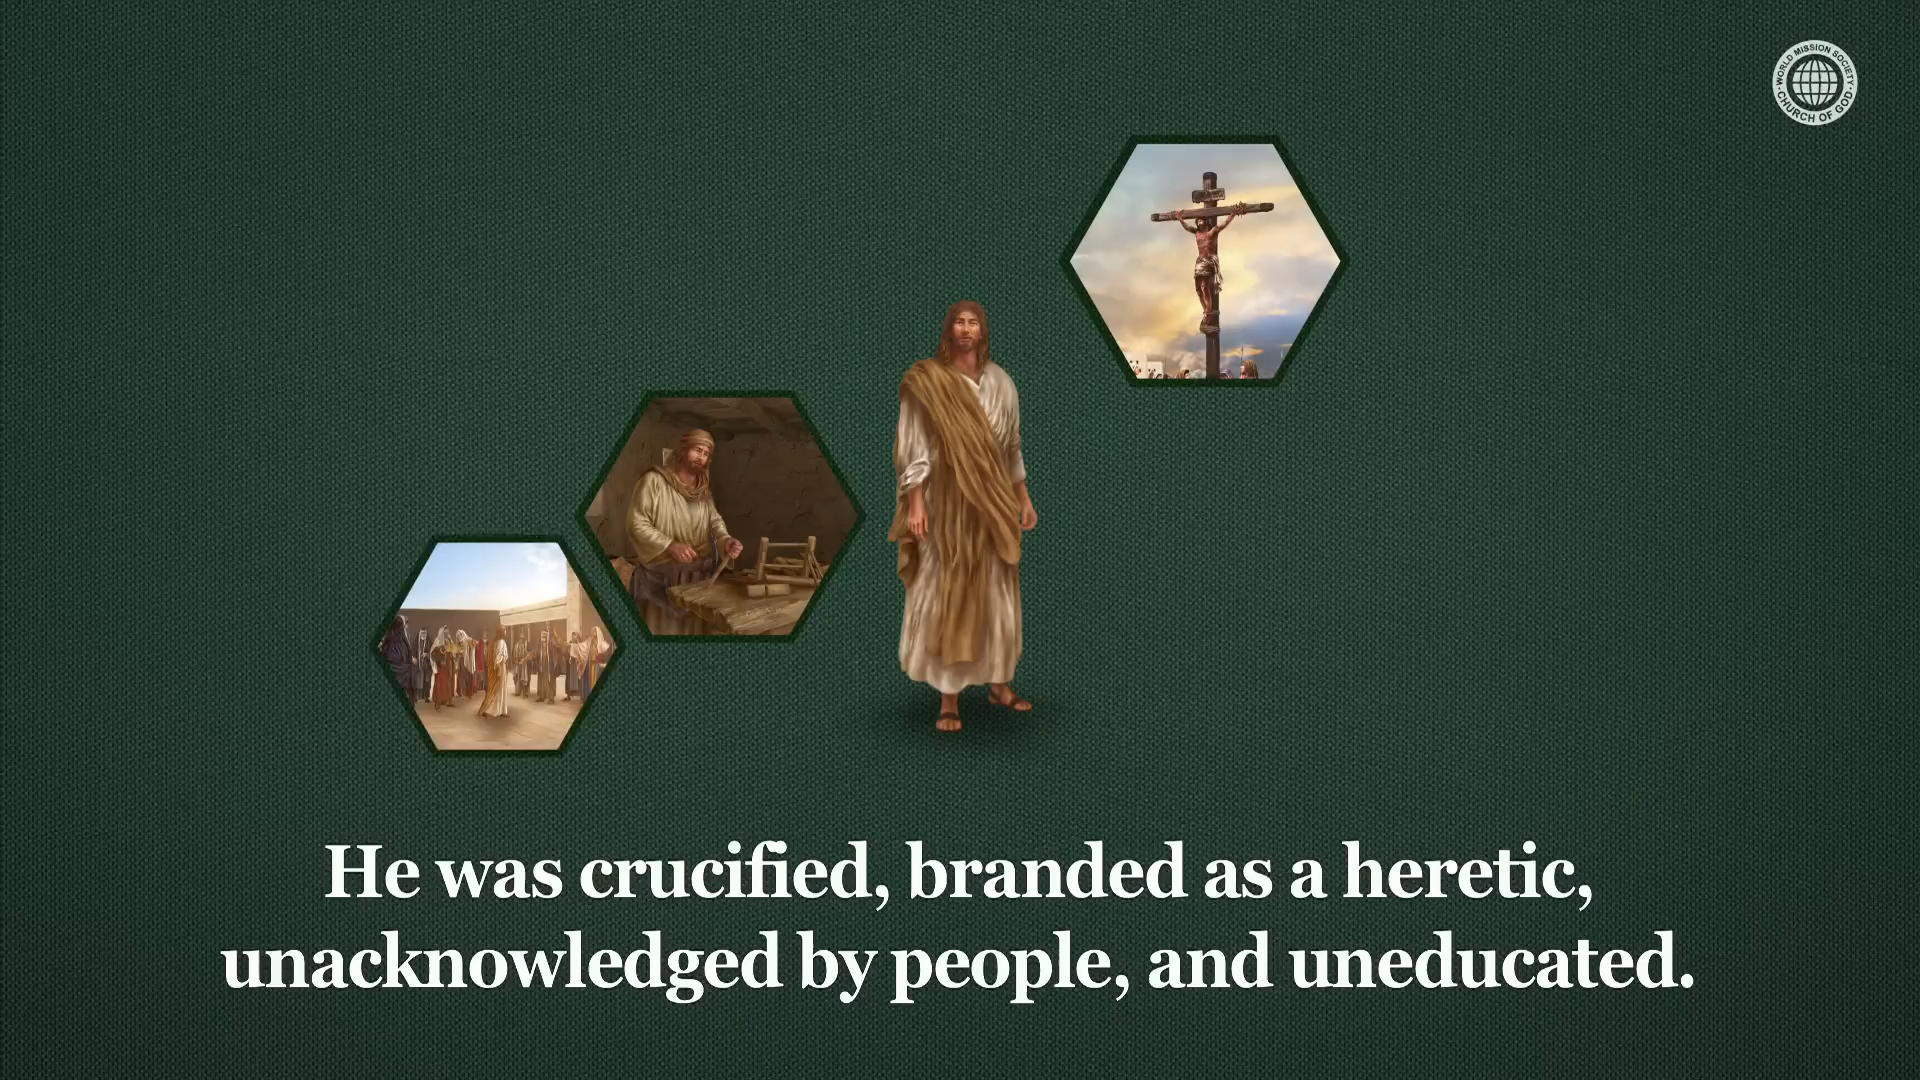 WORLD MISSION SOCIETY
CHURCH OF GOD
He was crucified, branded as a heretic,
unacknowledged by people, and uneducated.